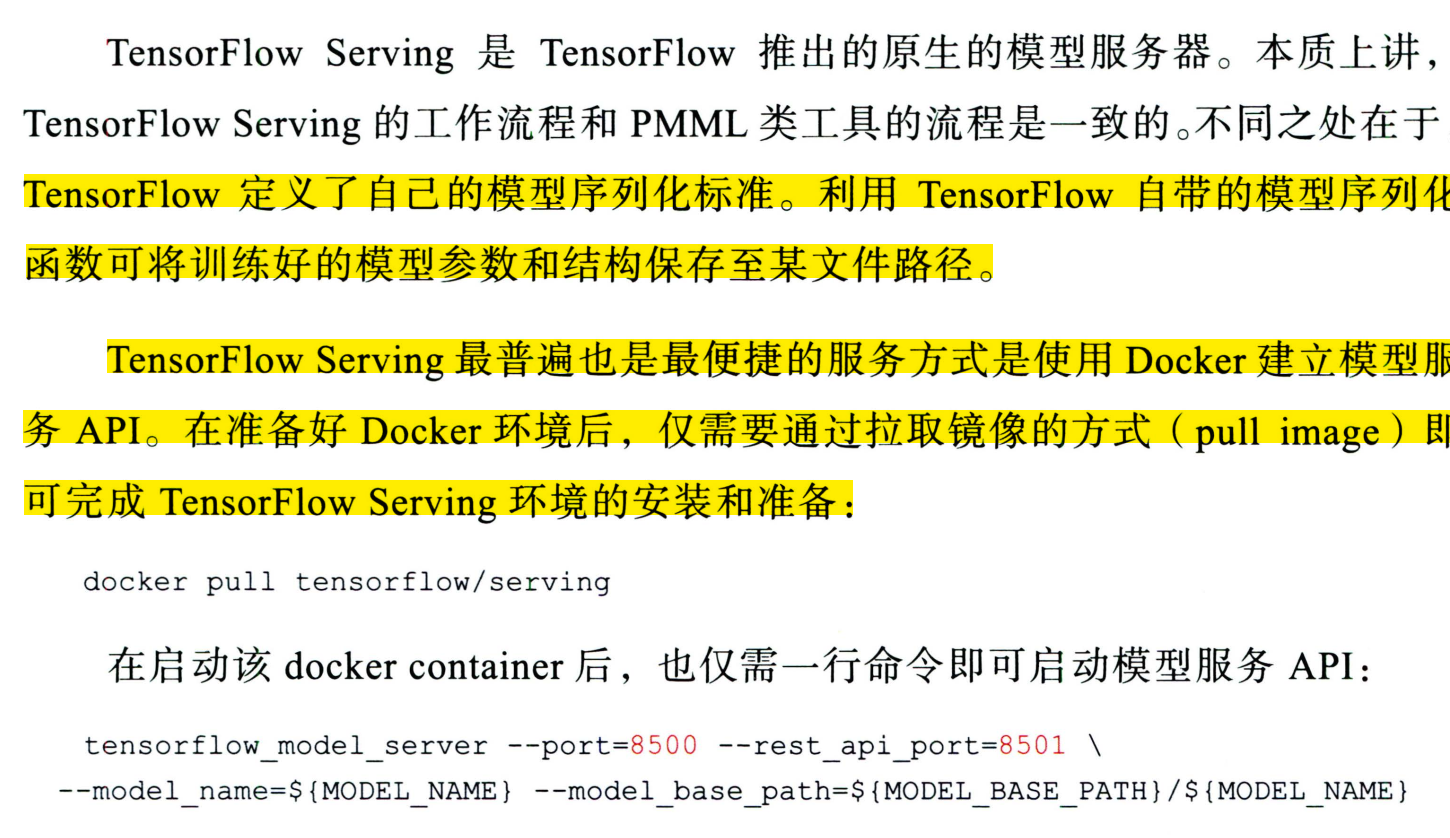 TensorFlow Serving 是 TensorFlow 推出的原生的模型服务器。本质上讲，
TensorFlow Serving 的工作流程和 PMML 类工具的流程是一致的。不同之处在于
TensorFlow 定义了自己的模型序列化标准。利用 TensorFlow 自带的模型序列化
函数可将训练好的模型参数和结构保存至某文件路径。
TensorFlow Serving 最普遍也是最便捷的服务方式是使用 Docker 建立模型服
务 API。在准备好 Docker 环境后，仅需要通过拉取镜像的方式（pull image）即
可完成 TensorFlow Serving 环境的安装和准备：
docker pull tensorflow/serving
在启动该 docker container 后，也仅需一行命令即可启动模型服务 API：
tensorflow_model_server --port=8500 --rest_api_port=8501 \
--model_name=${MODEL_NAME} --model_base_path=${MODEL_BASE_PATH}/${MODEL_NAME}